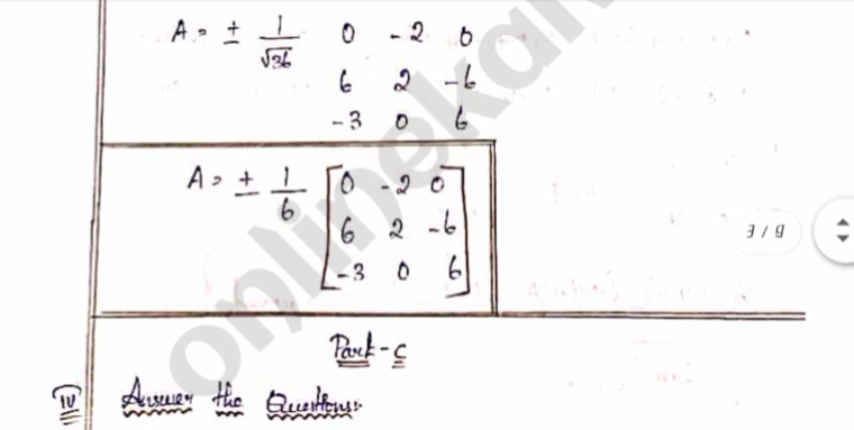 A = ± 1/√36 0 -2 0
6 2 -6
-3 0 6
A = ± 1/6 [0 -2 0
6 2 -6
-3 0 6]
3 / 9
Part - C
IV Answer the Questions:
onlinekal